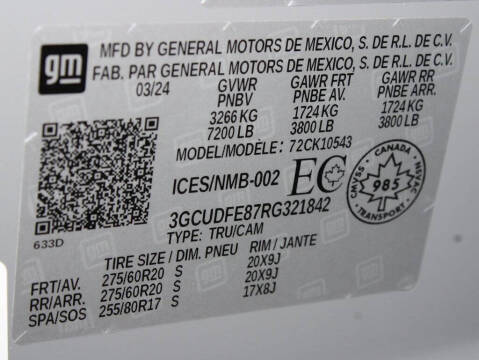 gm
MFD BY GENERAL MOTORS DE MEXICO, S. DE R.L. DE C.V.
FAB. PAR GENERAL MOTORS DE MEXICO, S. DE R.L. DE C.V.
03/24 GVWR GAWR FRT GAWR RR
PNBV PNBE AV. PNBE ARR.
3266 KG 1724 KG 1724 KG
7200 LB 3800 LB 3800 LB
MODEL/MODÈLE: 72CK10543
ICES/NMB-002 EC
CANADA
CMVSS 985 NSVAC
3GCUDFE87RG321842
633D
TYPE: TRU/CAM
TIRE SIZE / DIM. PNEU RIM / JANTE
FRT/AV. 275/60R20 S 20X9J
RR/ARR. 275/60R20 S 20X9J
SPA/SOS 255/80R17 S 17X8J